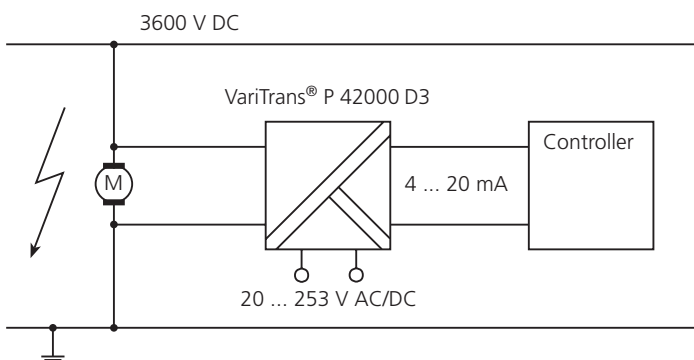 3600 V DC
VariTrans® P 42000 D3
Controller
M
4 ... 20 mA
20 ... 253 V AC/DC